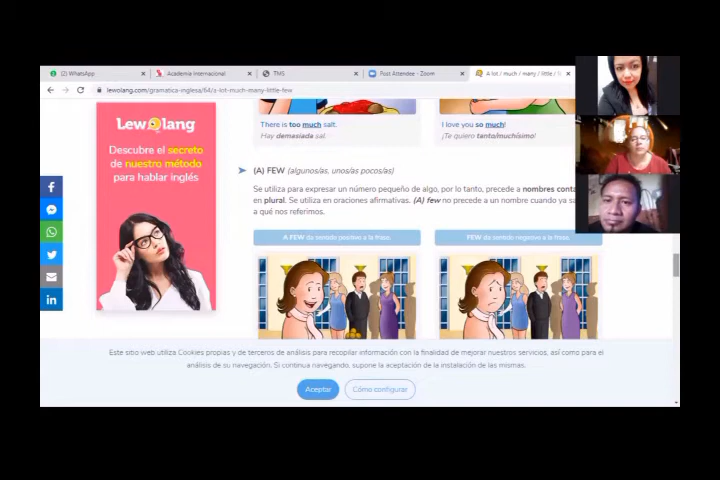 (2) WhatsApp
Academia Internacional
TMS
Post Attendee - Zoom
A lot / much / many / little / f
lewolang.com/gramatica-inglesa/64/a-lot-much-many-little-few
Lewolang
Descubre el secreto
de nuestro método
para hablar inglés
There is too much salt.
Hay demasiada sal.
I love you so much!
¡Te quiero tanto/muchísimo!
(A) FEW (algunos/as, unos/as pocos/as)
Se utiliza para expresar un número pequeño de algo, por lo tanto, precede a nombres
en plural. Se utiliza en oraciones afirmativas. (A) few no precede a un nombre cuando ya
a qué nos referimos.
A FEW da sentido positivo a la frase.
FEW da sentido negativo a la frase.
Este sitio web utiliza Cookies propias y de terceros de análisis para recopilar información con la finalidad de mejorar nuestros servicios, así como para el
análisis de su navegación. Si continua navegando, supone la aceptación de la instalación de las mismas.
Aceptar
Cómo configurar